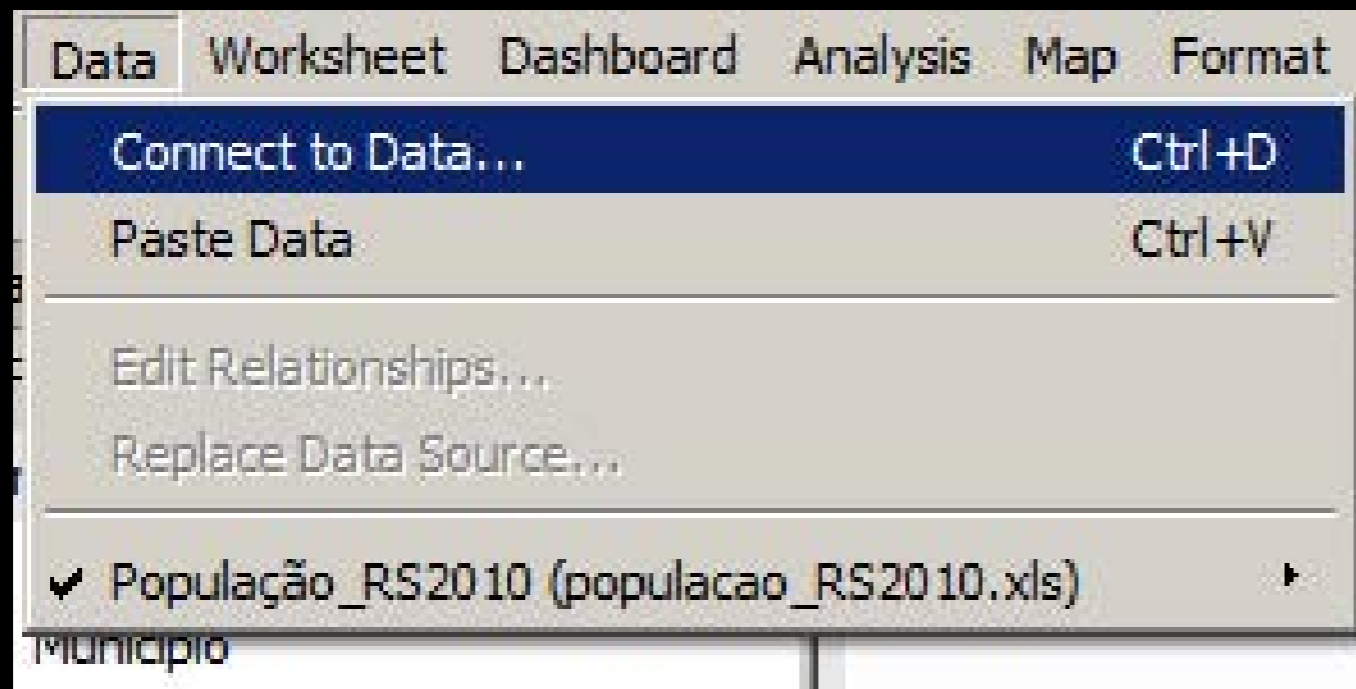 Data Worksheet Dashboard Analysis Map Format
Connect to Data... Ctrl+D
Paste Data Ctrl+V
Edit Relationships...
Replace Data Source...
População_RS2010 (populacao_RS2010.xls)
Município